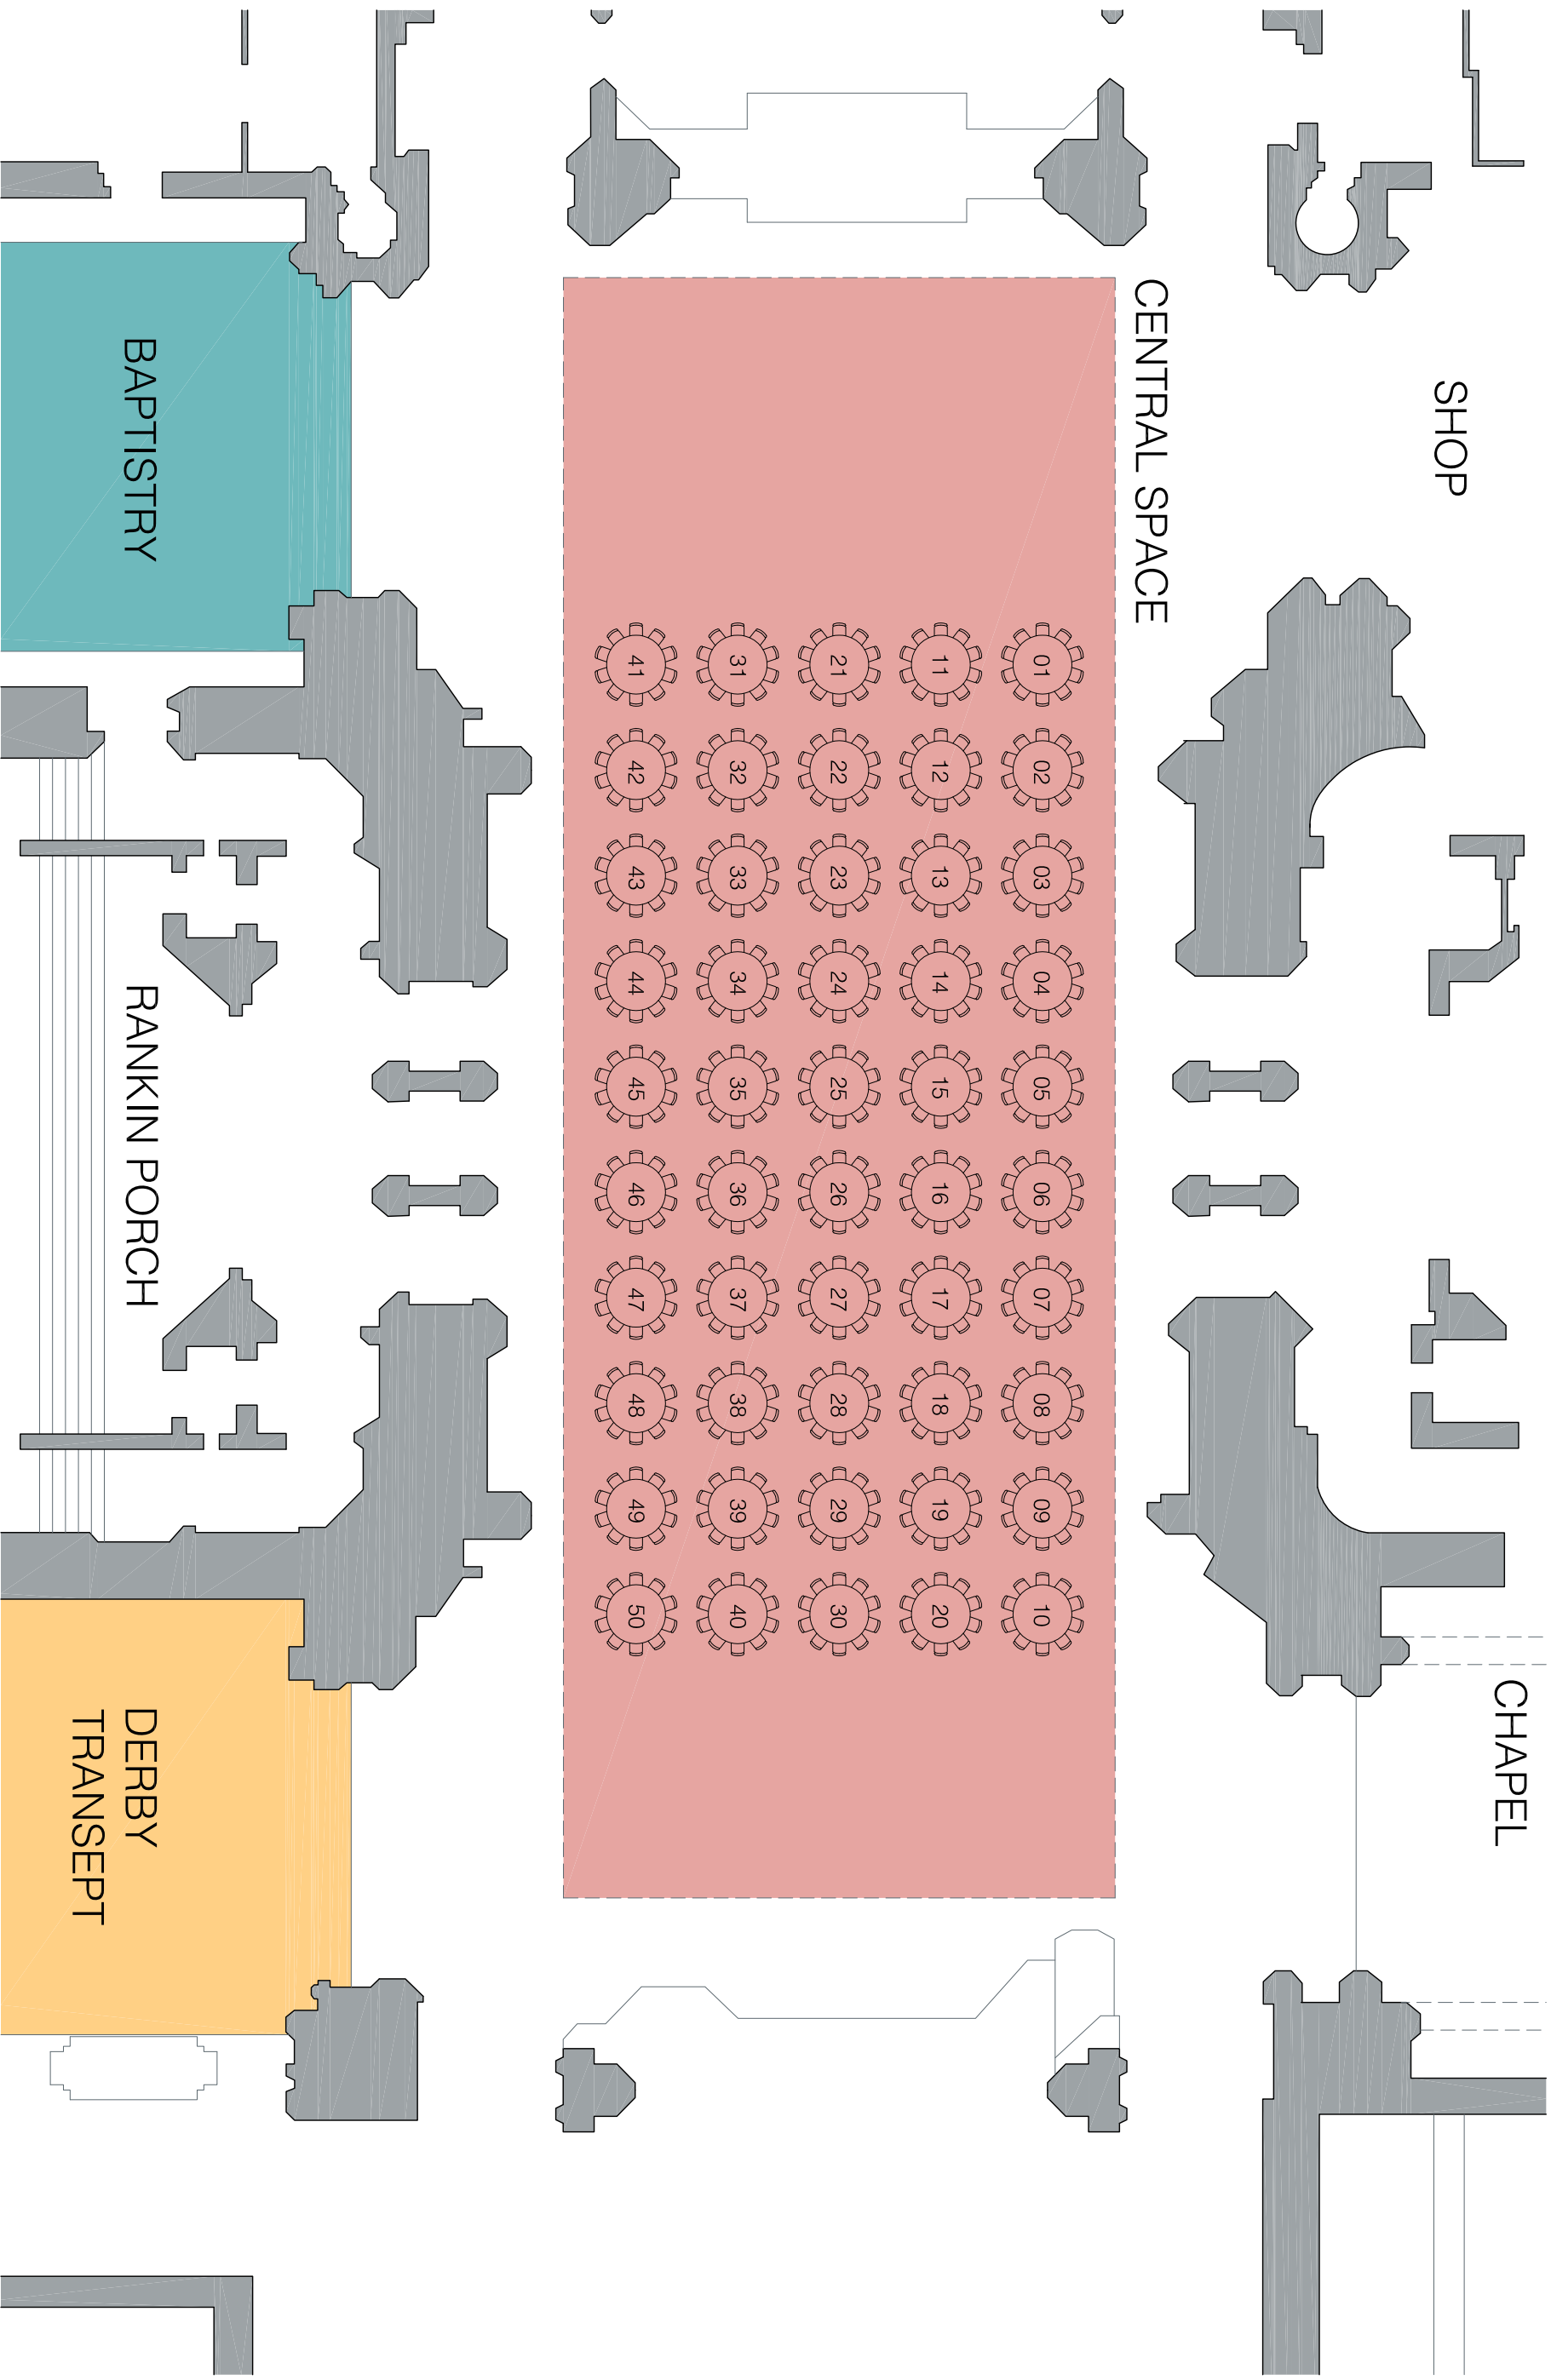 SHOP
CHAPEL
CENTRAL SPACE
01 02 03 04 05 06 07 08 09 10
11 12 13 14 15 16 17 18 19 20
21 22 23 24 25 26 27 28 29 30
31 32 33 34 35 36 37 38 39 40
41 42 43 44 45 46 47 48 49 50
BAPTISTRY
RANKIN PORCH
DERBY
TRANSEPT